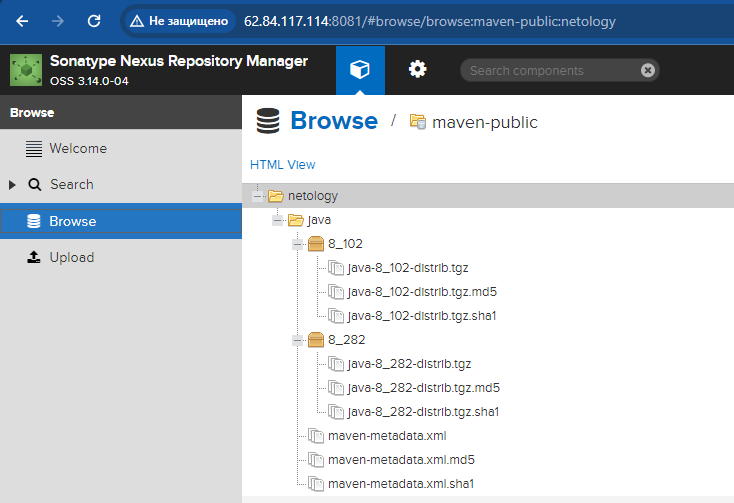 Не защищено 62.84.117.114:8081/#browse/browse:maven-public:netology
Sonatype Nexus Repository Manager
OSS 3.14.0-04
Search components
Browse
Welcome
Search
Browse
Upload
Browse / maven-public
HTML View
netology
java
8_102
java-8_102-distrib.tgz
java-8_102-distrib.tgz.md5
java-8_102-distrib.tgz.sha1
8_282
java-8_282-distrib.tgz
java-8_282-distrib.tgz.md5
java-8_282-distrib.tgz.sha1
maven-metadata.xml
maven-metadata.xml.md5
maven-metadata.xml.sha1